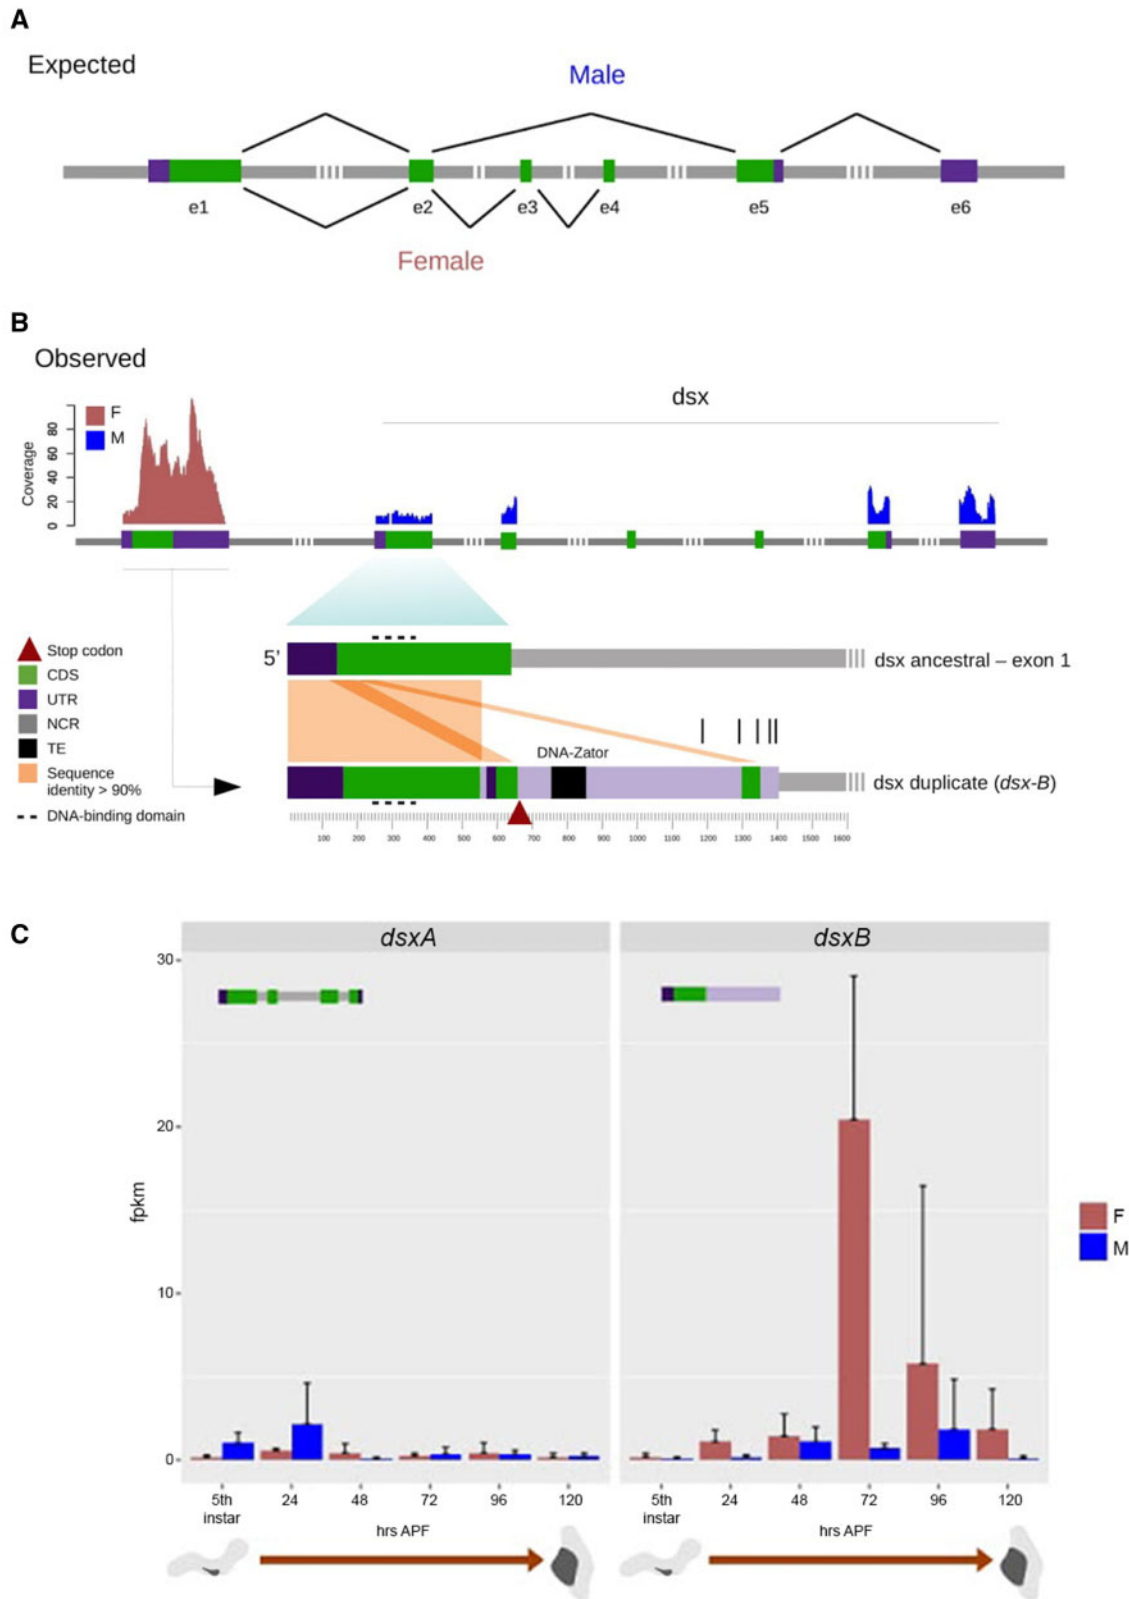 A
Expected
Male
e1
e2
e3
e4
e5
e6
Female
B
Observed
dsx
F
M
Coverage
0
20
40
60
80
5'
dsx ancestral – exon 1
Stop codon
CDS
UTR
NCR
TE
Sequence
identity > 90%
DNA-binding domain
DNA-Zator
dsx duplicate (dsx-B)
100 200 300 400 500 600 700 800 900 1000 1100 1200 1300 1400 1500 1600
C
dsxA
dsxB
30
20
10
0
fpkm
F
M
5th
instar
24
48
72
96
120
hrs APF
5th
instar
24
48
72
96
120
hrs APF